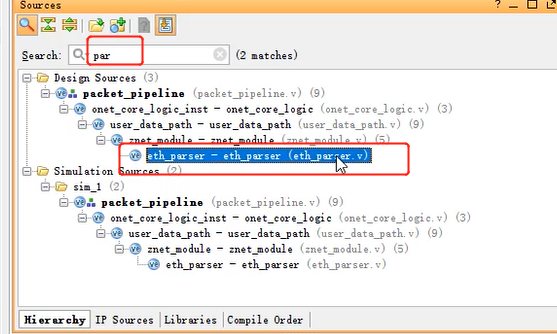 Sources
Search: par (2 matches)
Design Sources (3)
packet_pipeline (packet_pipeline.v) (9)
onet_core_logic_inst - onet_core_logic (onet_core_logic.v) (3)
user_data_path - user_data_path (user_data_path.v) (9)
znet_module - znet_module (znet_module.v) (5)
eth_parser - eth_parser (eth_parser.v)
Simulation Sources (2)
sim_1 (2)
packet_pipeline (packet_pipeline.v) (9)
onet_core_logic_inst - onet_core_logic (onet_core_logic.v) (3)
user_data_path - user_data_path (user_data_path.v) (9)
znet_module - znet_module (znet_module.v) (5)
eth_parser - eth_parser (eth_parser.v)
Hierarchy IP Sources Libraries Compile Order